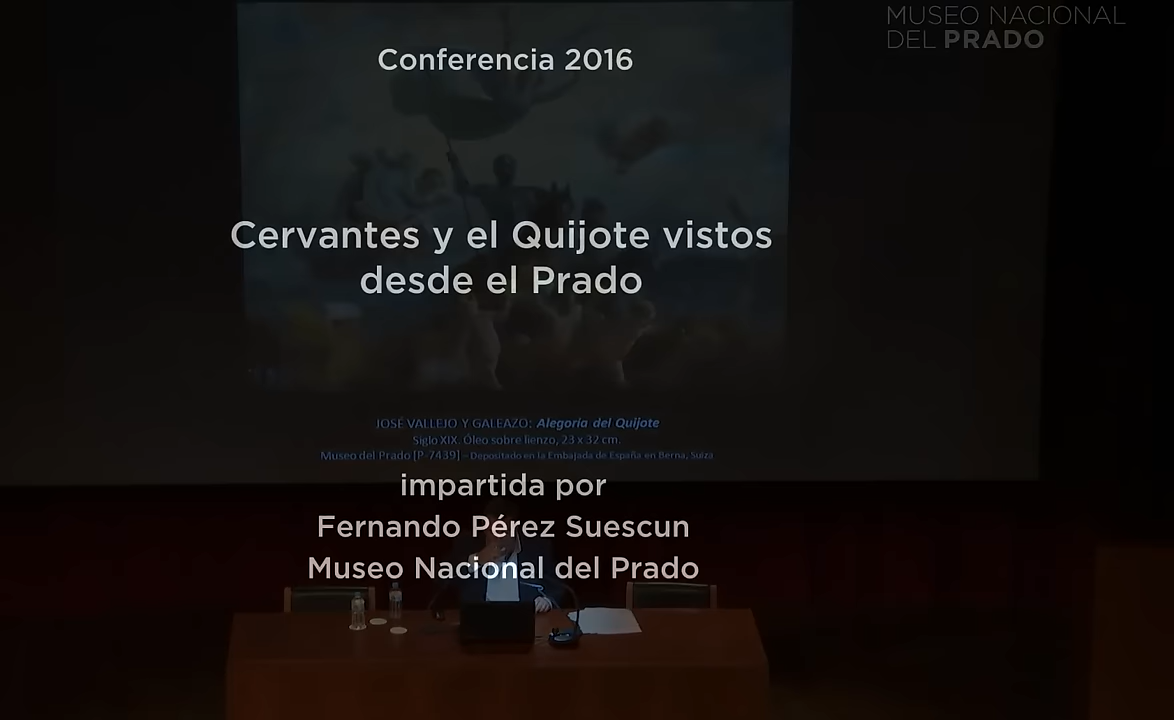 MUSEO NACIONAL
DEL PRADO
Conferencia 2016
Cervantes y el Quijote vistos
desde el Prado
JOSÉ VALLEJO Y GALEAZO: Alegoría del Quijote
Siglo XIX. Óleo sobre lienzo, 23 x 32 cm.
Museo del Prado [P-7439] – Depositado en la Embajada de España en Berna, Suiza
impartida por
Fernando Pérez Suescun
Museo Nacional del Prado